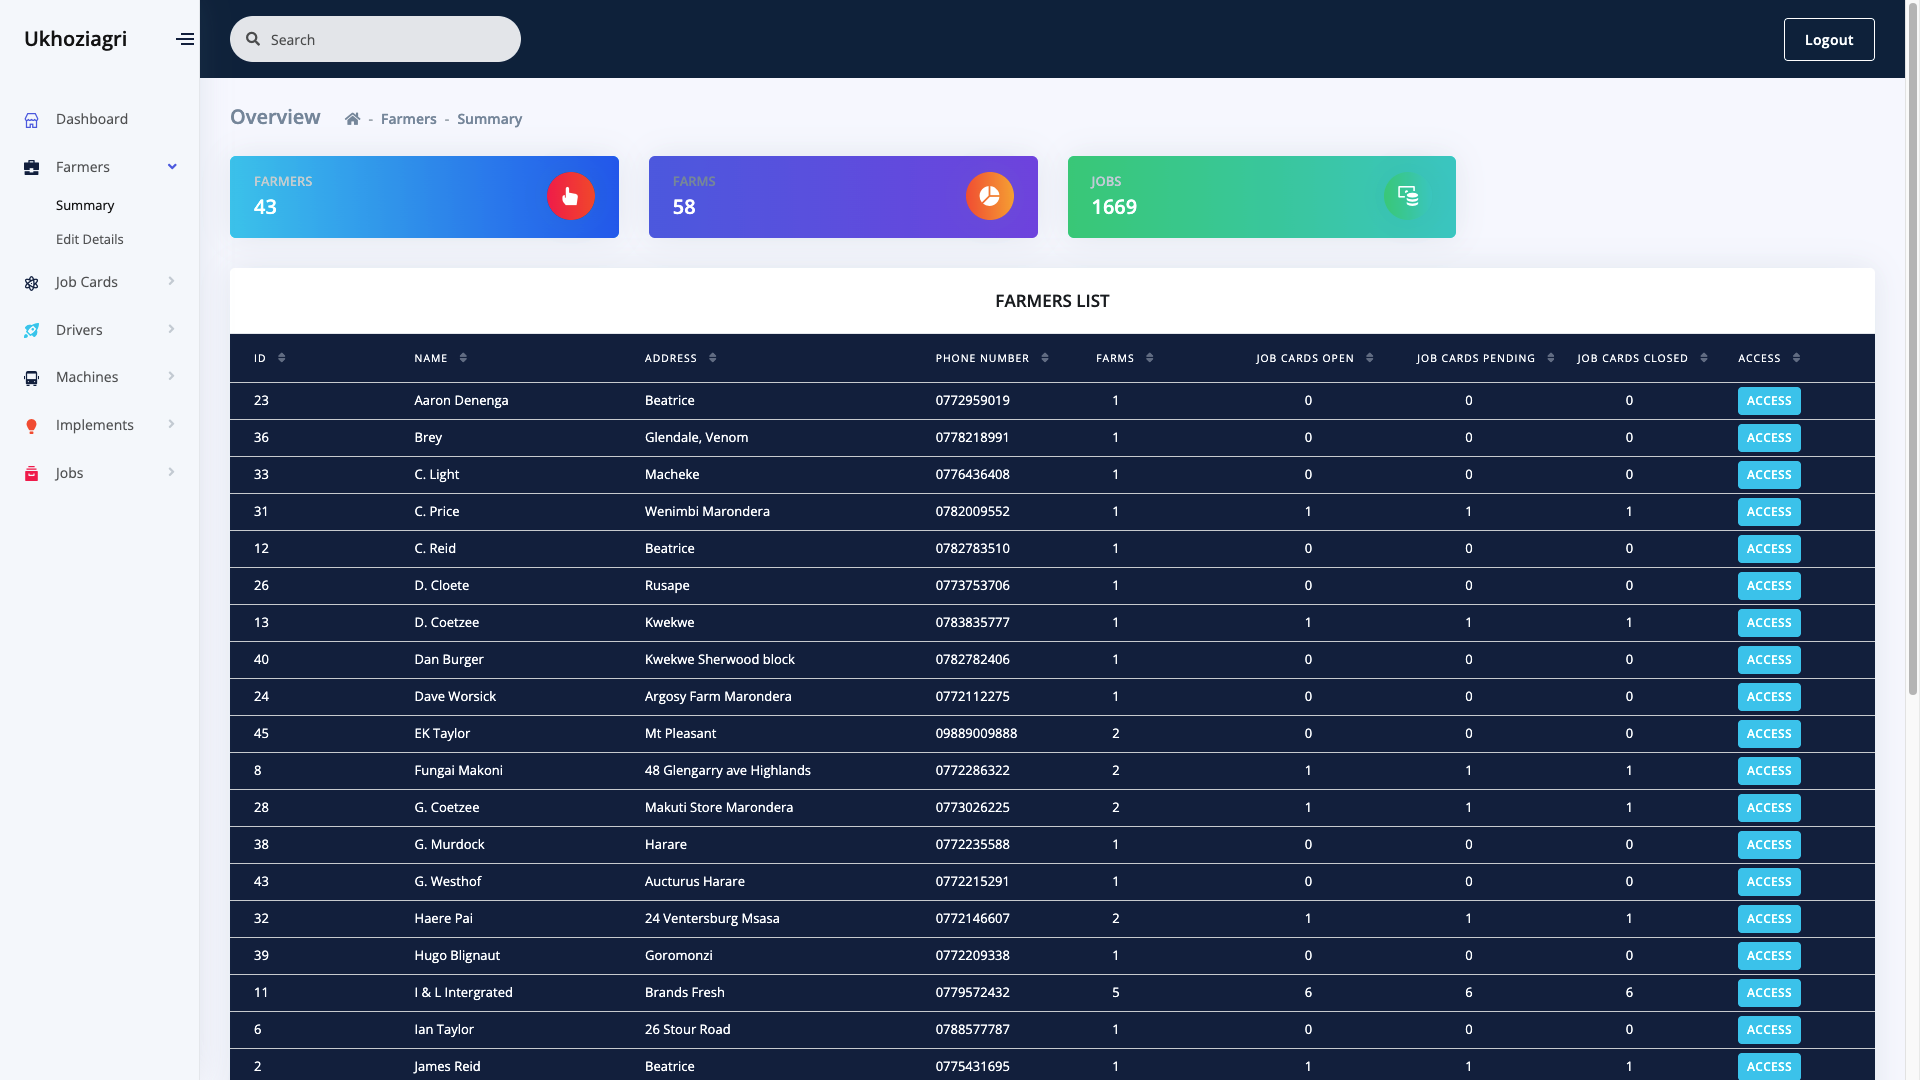 Ukhoziagri
Search
Logout
Dashboard
Farmers
Summary
Edit Details
Job Cards
Drivers
Machines
Implements
Jobs
Overview - Farmers - Summary
FARMERS
43
FARMS
58
JOBS
1669
FARMERS LIST
ID NAME ADDRESS PHONE NUMBER FARMS JOB CARDS OPEN JOB CARDS PENDING JOB CARDS CLOSED ACCESS
23 Aaron Denenga Beatrice 0772959019 1 0 0 0 ACCESS
36 Brey Glendale, Venom 0778218991 1 0 0 0 ACCESS
33 C. Light Macheke 0776436408 1 0 0 0 ACCESS
31 C. Price Wenimbi Marondera 0782009552 1 1 1 1 ACCESS
12 C. Reid Beatrice 0782783510 1 0 0 0 ACCESS
26 D. Cloete Rusape 0773753706 1 0 0 0 ACCESS
13 D. Coetzee Kwekwe 0783835777 1 1 1 1 ACCESS
40 Dan Burger Kwekwe Sherwood block 0782782406 1 0 0 0 ACCESS
24 Dave Worsick Argosy Farm Marondera 0772112275 1 0 0 0 ACCESS
45 EK Taylor Mt Pleasant 09889009888 2 0 0 0 ACCESS
8 Fungai Makoni 48 Glengarry ave Highlands 0772286322 2 1 1 1 ACCESS
28 G. Coetzee Makuti Store Marondera 0773026225 2 1 1 1 ACCESS
38 G. Murdock Harare 0772235588 1 0 0 0 ACCESS
43 G. Westhof Aucturus Harare 0772215291 1 0 0 0 ACCESS
32 Haere Pai 24 Ventersburg Msasa 0772146607 2 1 1 1 ACCESS
39 Hugo Blignaut Goromonzi 0772209338 1 0 0 0 ACCESS
11 I & L Intergrated Brands Fresh 0779572432 5 6 6 6 ACCESS
6 Ian Taylor 26 Stour Road 0788577787 1 0 0 0 ACCESS
2 James Reid Beatrice 0775431695 1 1 1 1 ACCESS